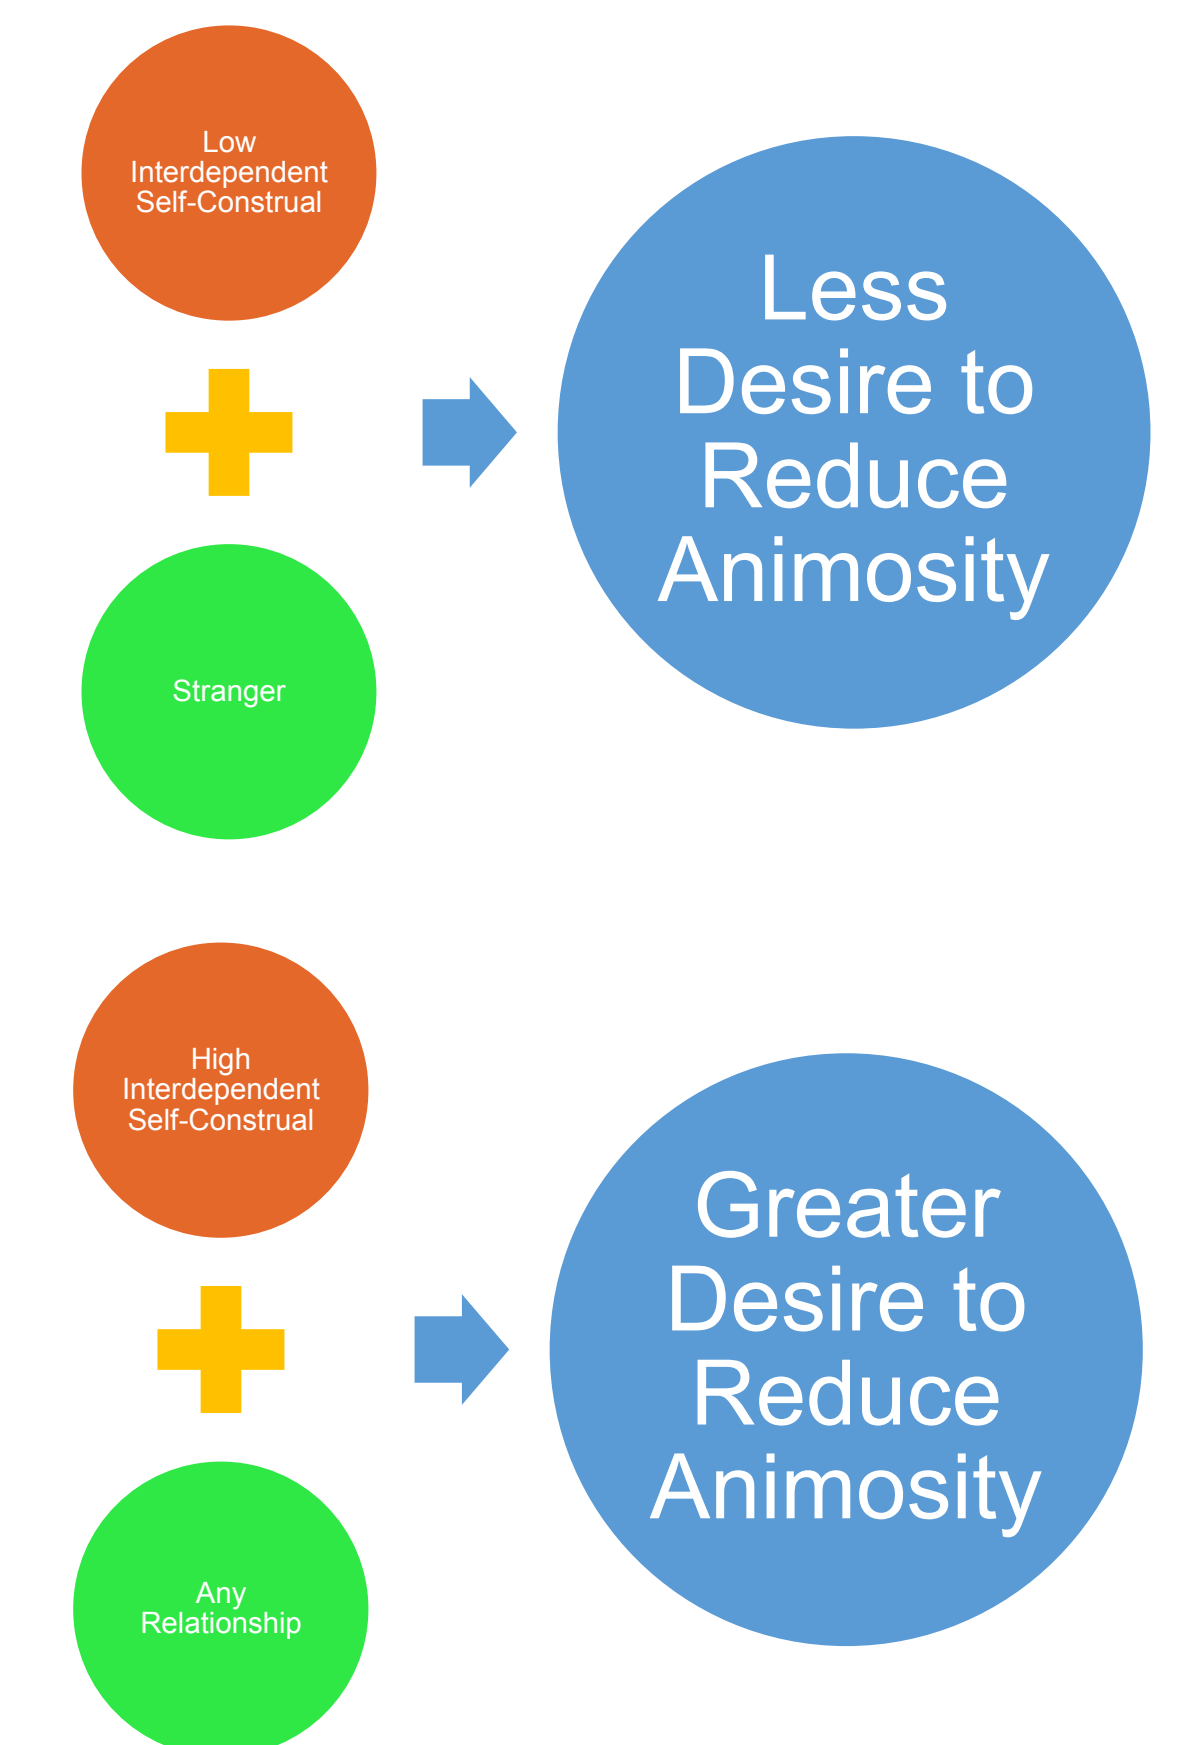 Low
Interdependent
Self-Construal
Stranger
Less
Desire to
Reduce
Animosity
High
Interdependent
Self-Construal
Any
Relationship
Greater
Desire to
Reduce
Animosity